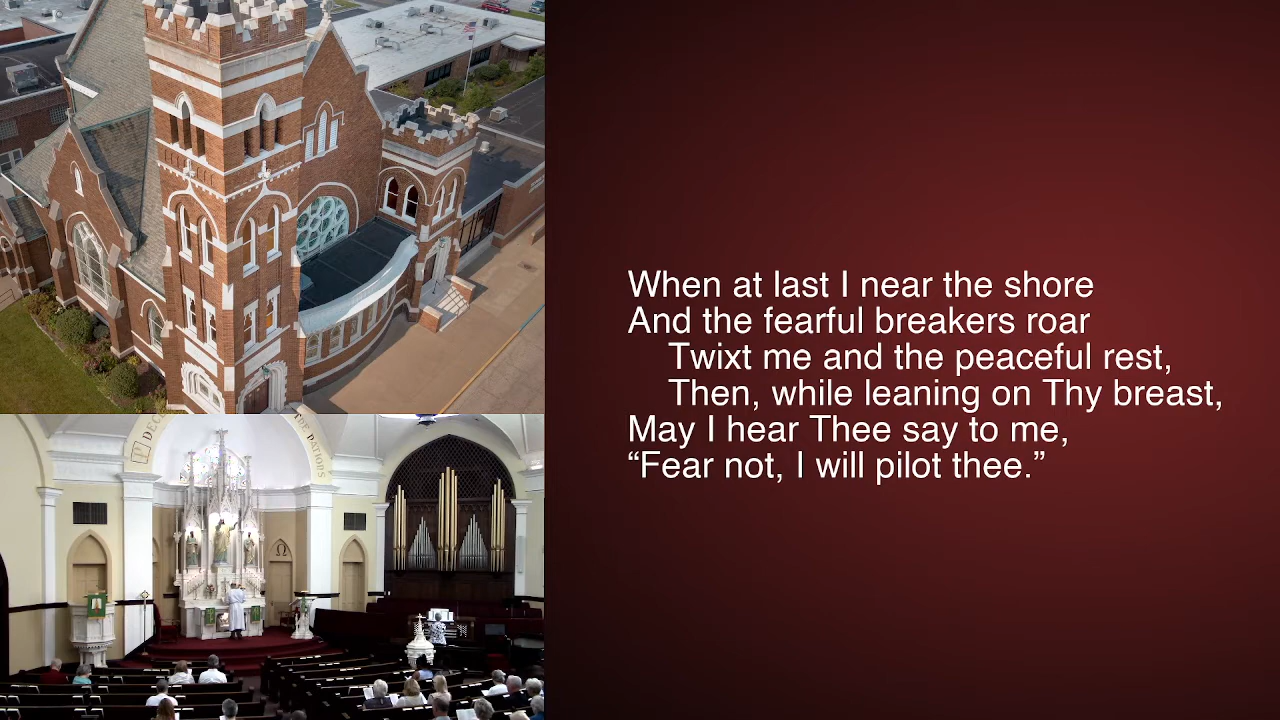 When at last I near the shore
And the fearful breakers roar
Twixt me and the peaceful rest,
Then, while leaning on Thy breast,
May I hear Thee say to me,
“Fear not, I will pilot thee.”
Ω